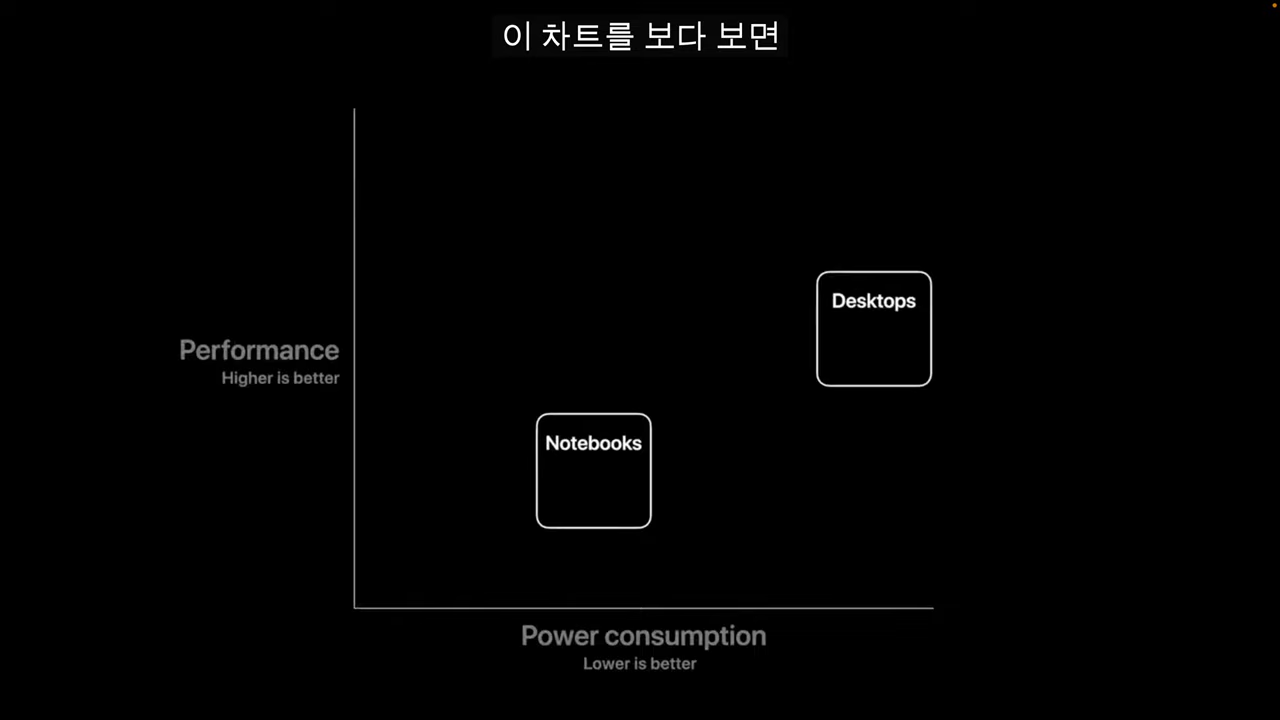 이 차트를 보다 보면
Desktops
Performance
Higher is better
Notebooks
Power consumption
Lower is better